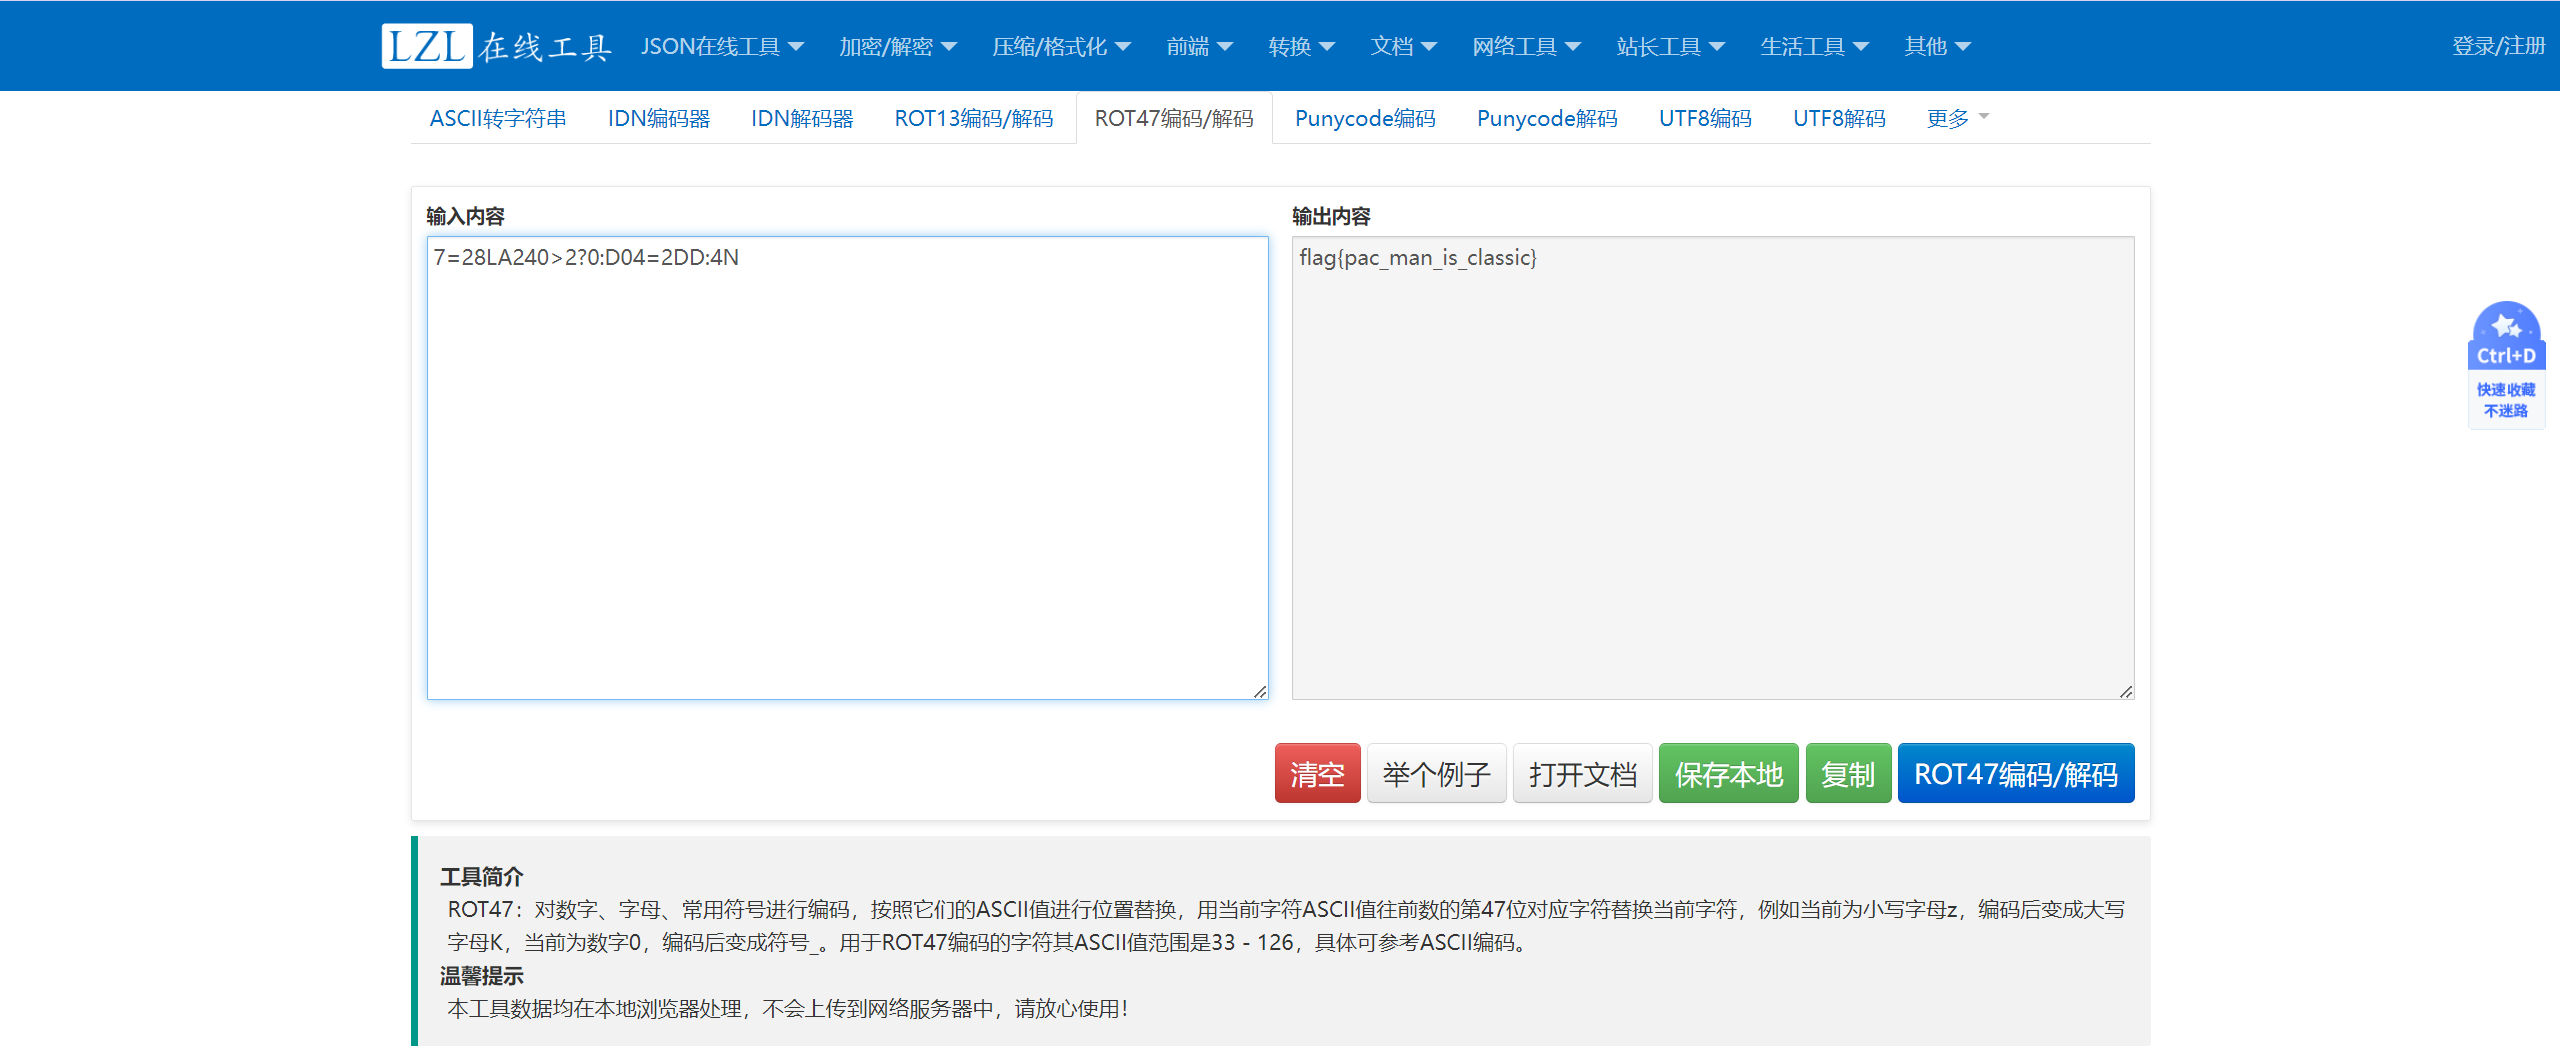 LZL 在线工具 JSON在线工具 加密/解密 压缩/格式化 前端 转换 文档 网络工具 站长工具 生活工具 其他 登录/注册
ASCII转字符串 IDN编码器 IDN解码器 ROT13编码/解码 ROT47编码/解码 Punycode编码 Punycode解码 UTF8编码 UTF8解码 更多
输入内容 输出内容
7=28LA240>2?0:D04=2DD:4N flag{pac_man_is_classic}
Ctrl+D
快速收藏
不迷路
清空 举个例子 打开文档 保存本地 复制 ROT47编码/解码
工具简介
ROT47：对数字、字母、常用符号进行编码，按照它们的ASCII值进行位置替换，用当前字符ASCII值往前数的第47位对应字符替换当前字符，例如当前为小写字母z，编码后变成大写
字母K，当前为数字0，编码后变成符号_。用于ROT47编码的字符其ASCII值范围是33－126，具体可参考ASCII编码。
温馨提示
本工具数据均在本地浏览器处理，不会上传到网络服务器中，请放心使用！